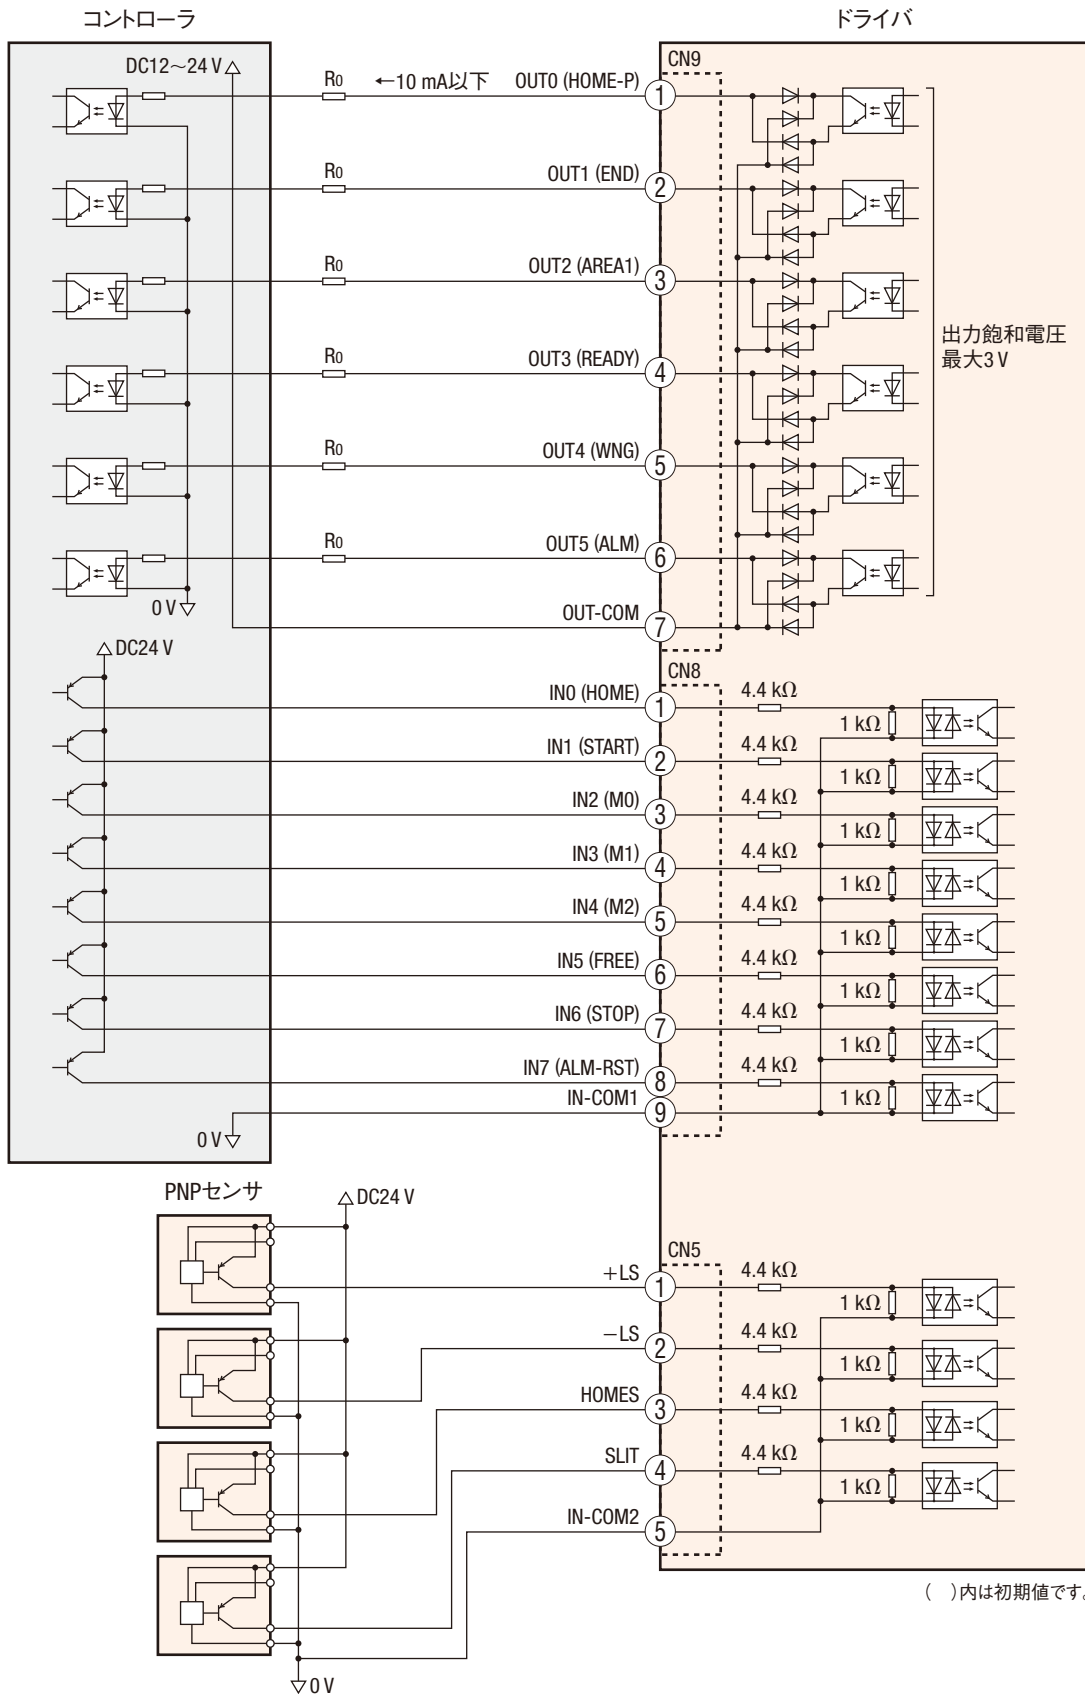 コントローラ
ドライバ
DC12～24 V
R0
←10 mA以下
OUT0 (HOME-P)
CN9
1
R0
OUT1 (END)
2
R0
OUT2 (AREA1)
3
出力飽和電圧
最大3 V
R0
OUT3 (READY)
4
R0
OUT4 (WNG)
5
R0
OUT5 (ALM)
6
0 V
OUT-COM
7
DC24 V
CN8
IN0 (HOME)
1
4.4 kΩ
1 kΩ
IN1 (START)
2
4.4 kΩ
1 kΩ
IN2 (M0)
3
4.4 kΩ
1 kΩ
IN3 (M1)
4
4.4 kΩ
1 kΩ
IN4 (M2)
5
4.4 kΩ
1 kΩ
IN5 (FREE)
6
4.4 kΩ
1 kΩ
IN6 (STOP)
7
4.4 kΩ
1 kΩ
IN7 (ALM-RST)
8
4.4 kΩ
1 kΩ
IN-COM1
9
0 V
PNPセンサ
DC24 V
CN5
+LS
1
4.4 kΩ
1 kΩ
−LS
2
4.4 kΩ
1 kΩ
HOMES
3
4.4 kΩ
1 kΩ
SLIT
4
4.4 kΩ
1 kΩ
IN-COM2
5
( )内は初期値です。
0 V